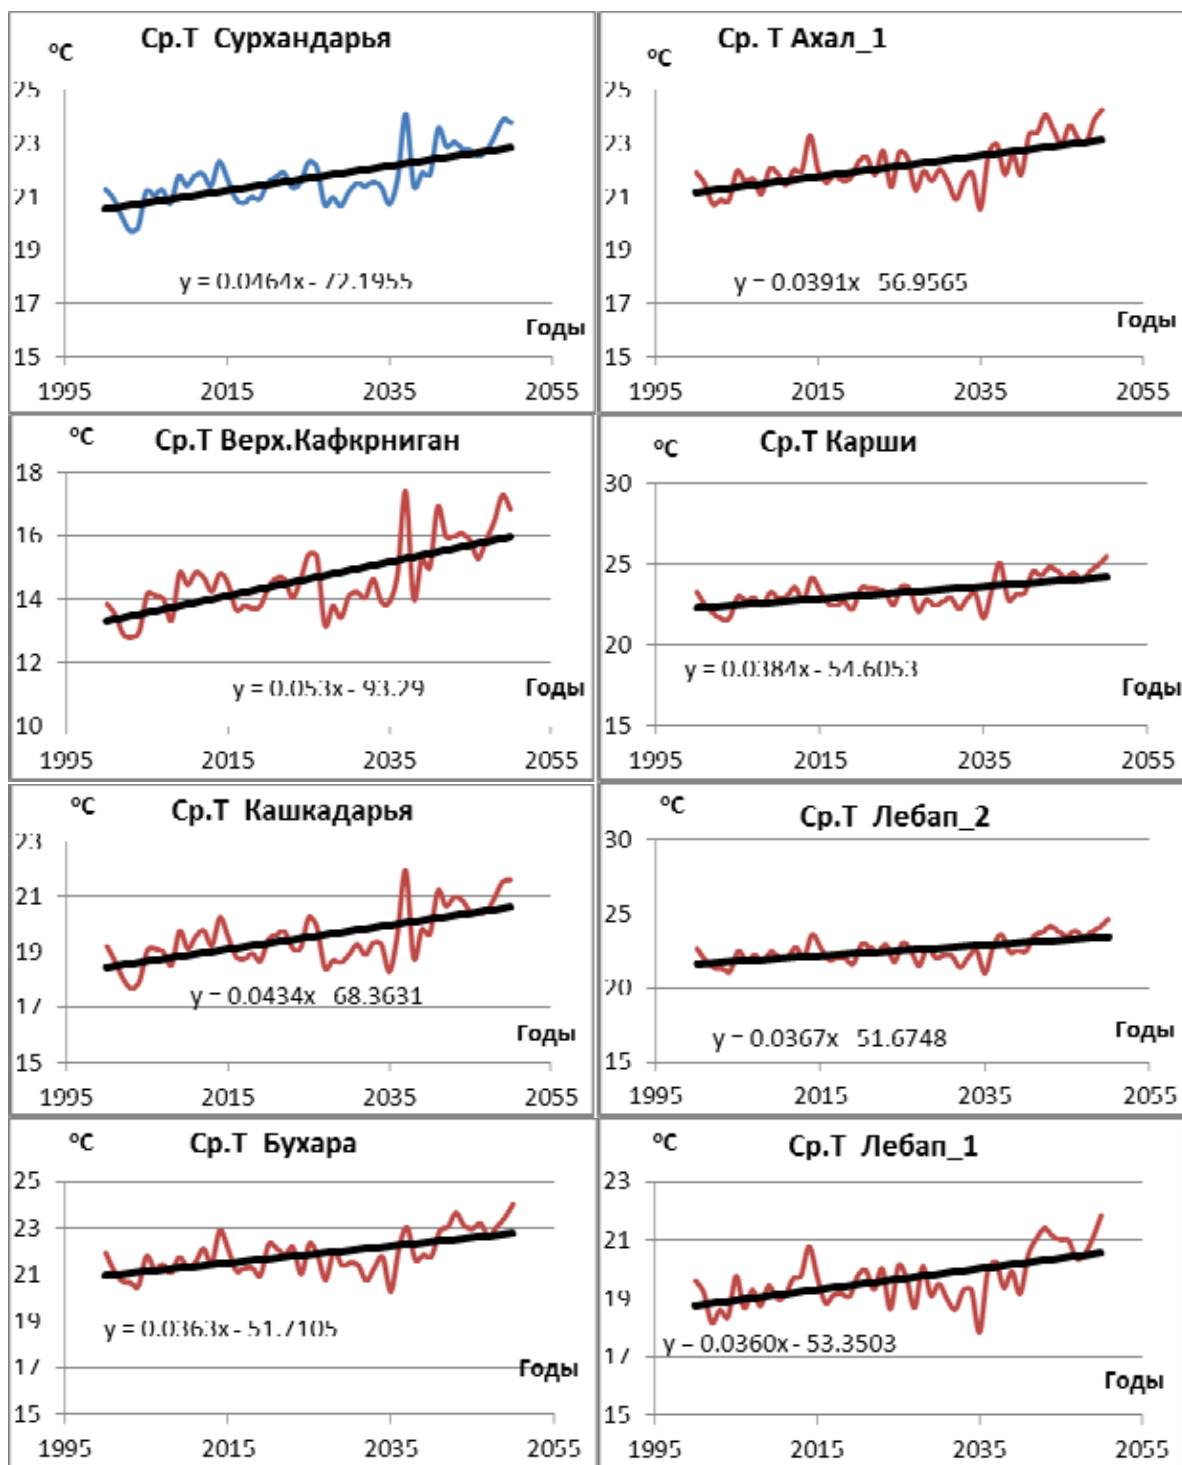 Ср.Т Сурхандарья
°C
25
23
21
19
17
15
y = 0.0464x - 72.1955
Годы
1995 2015 2035 2055
Ср. Т Ахал_1
°C
25
23
21
19
17
15
y = 0.0391x 56.9565
Годы
1995 2015 2035 2055
Ср.Т Верх.Кафкрниган
°C
18
16
14
12
10
y = 0.053x - 93.29
Годы
1995 2015 2035 2055
Ср.Т Карши
°C
30
25
20
15
y = 0.0384x - 54.6053
Годы
1995 2015 2035 2055
Ср.Т Кашкадарья
°C
23
21
19
17
15
y = 0.0434x 68.3631
Годы
1995 2015 2035 2055
Ср.Т Лебап_2
°C
30
25
20
15
y = 0.0367x 51.6748
Годы
1995 2015 2035 2055
Ср.Т Бухара
°C
25
23
21
19
17
15
y = 0.0363x - 51.7105
Годы
1995 2015 2035 2055
Ср.Т Лебап_1
°C
23
21
19
17
15
y = 0.0360x - 53.3503
Годы
1995 2015 2035 2055